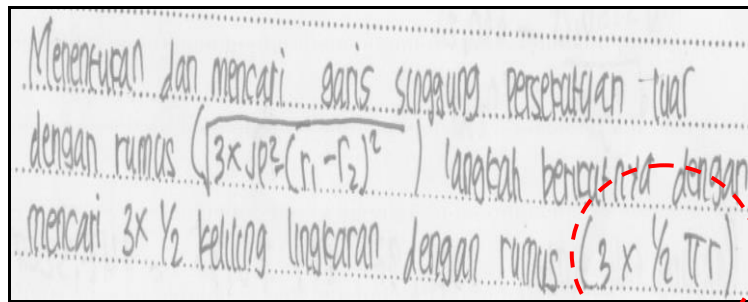 Menentukan dan mencari garis singgung persekutuan luar
dengan rumus (√3 x JP² - (r₁ - r₂)²) langkah berikutnya dengan
mencari 3 x 1/2 keliling lingkaran dengan rumus (3 x 1/2 πr)